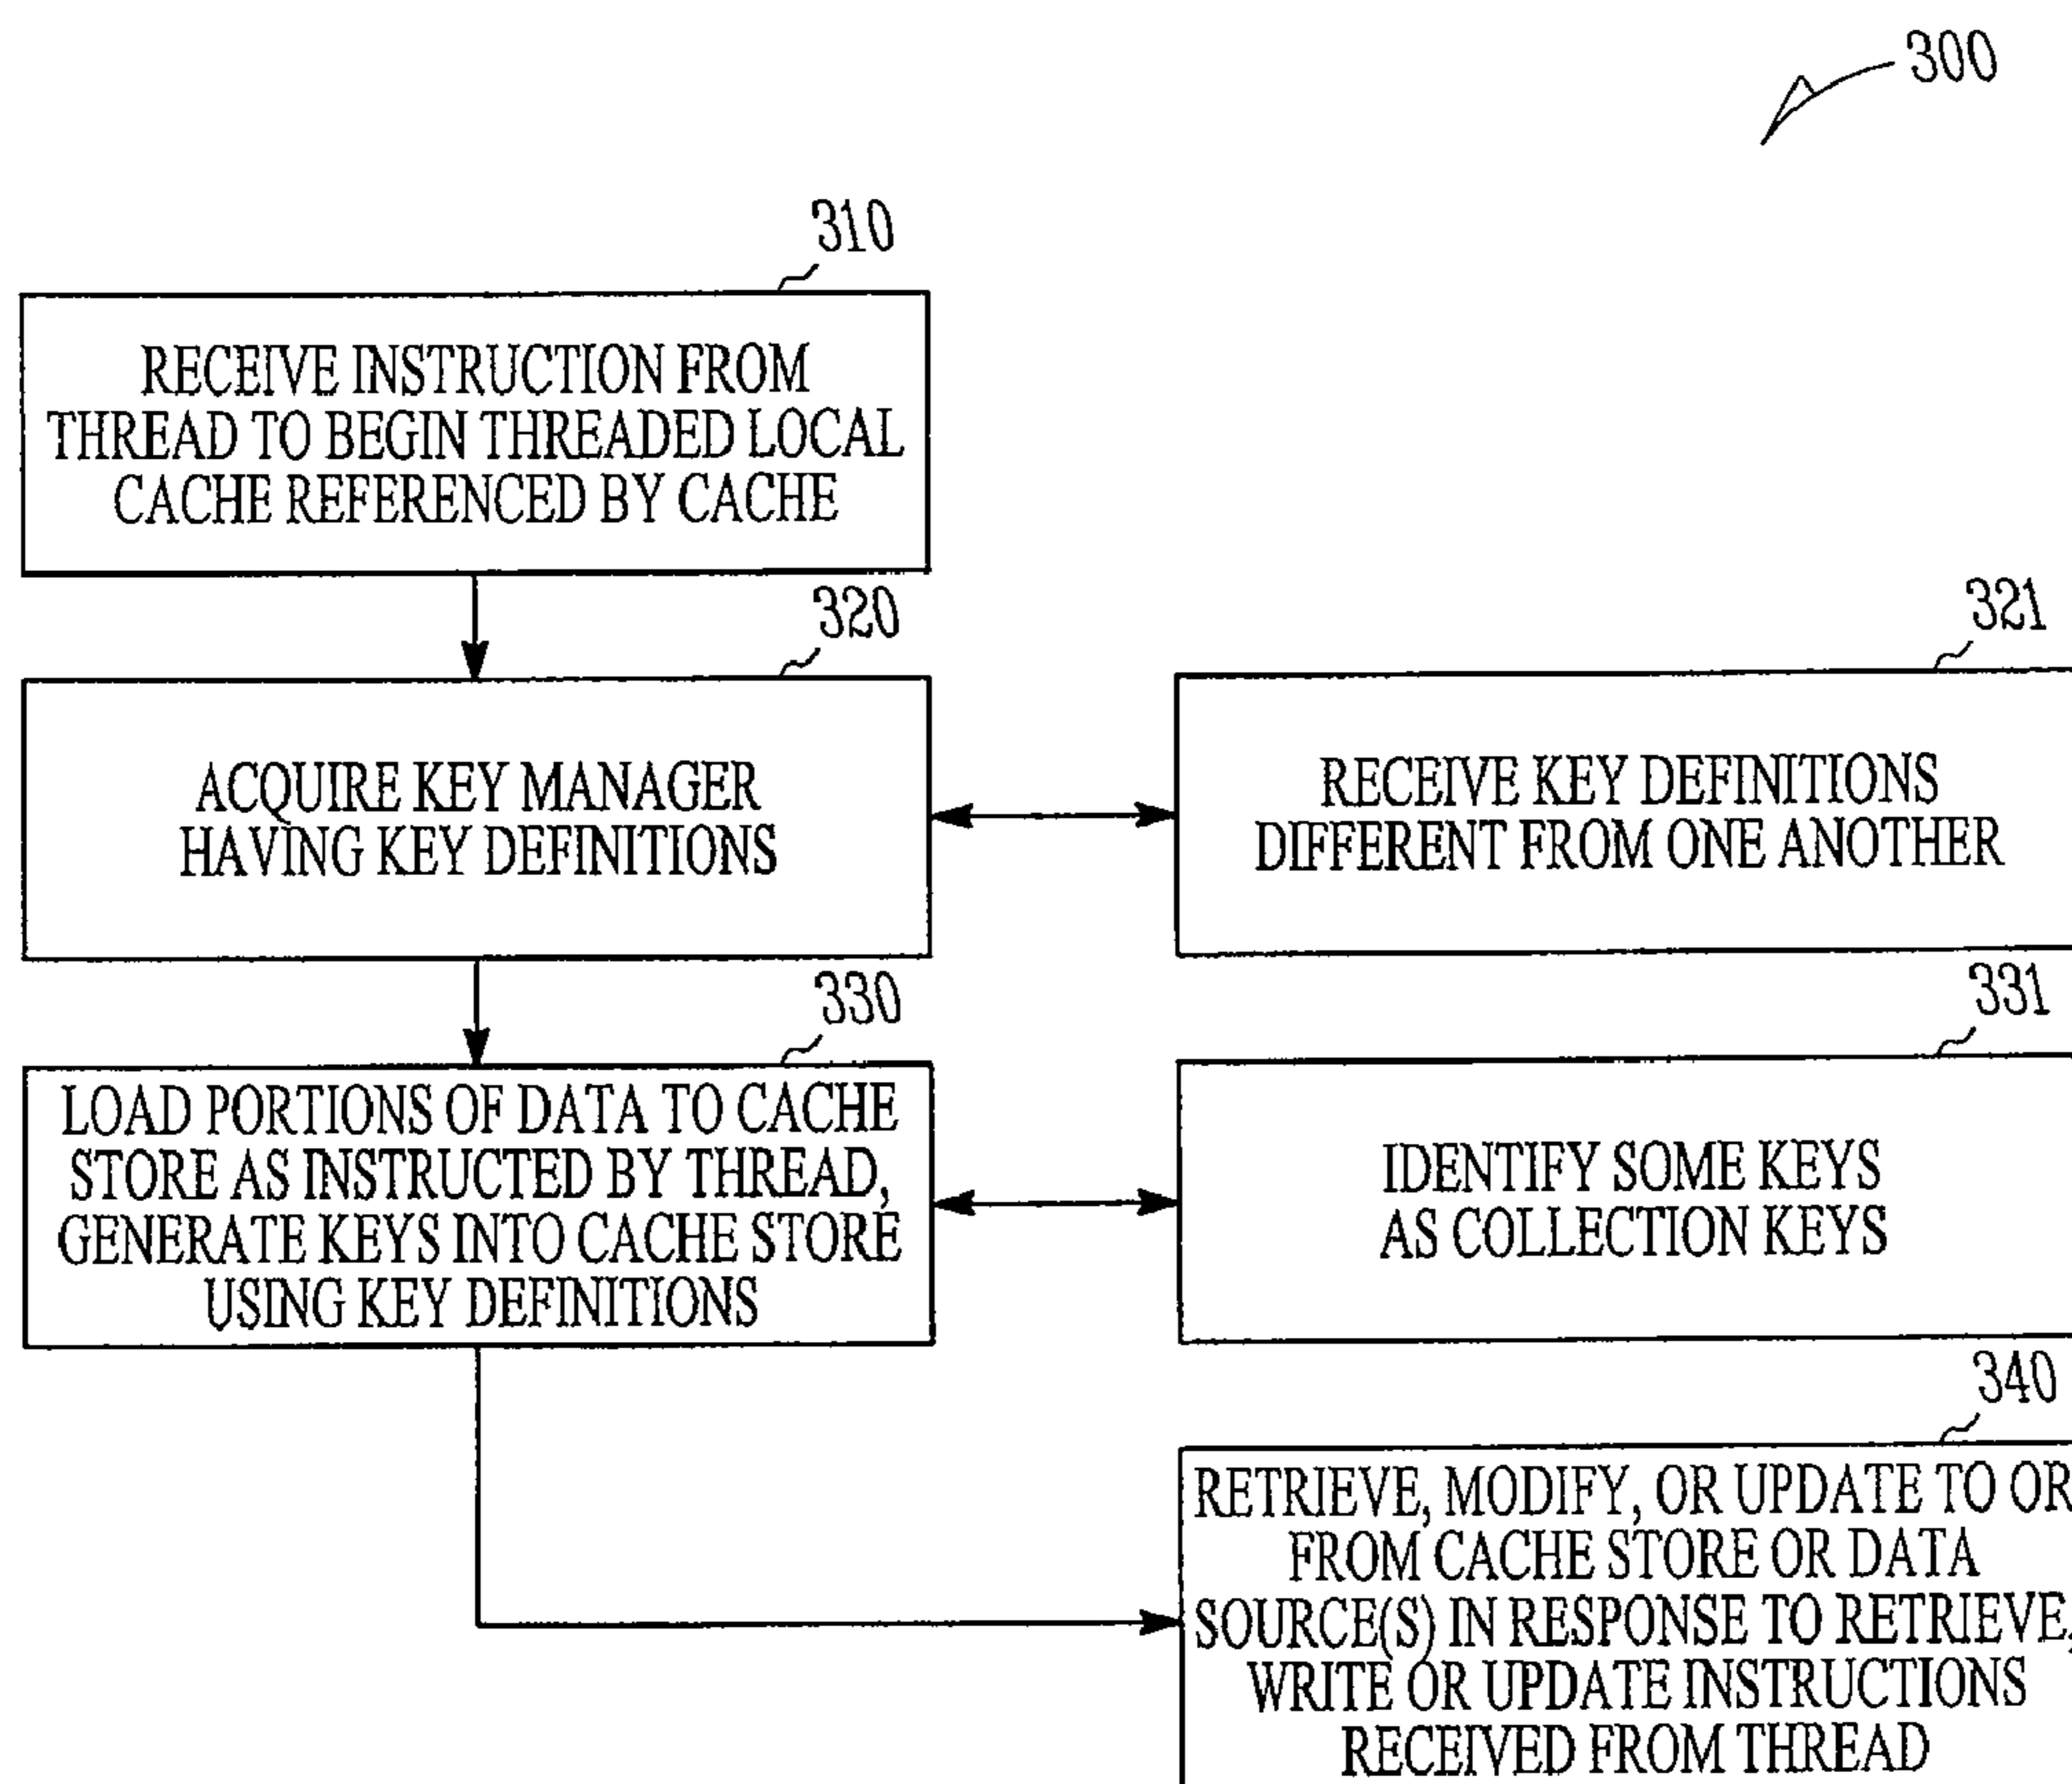 300
310
RECEIVE INSTRUCTION FROM
THREAD TO BEGIN THREADED LOCAL
CACHE REFERENCED BY CACHE
320
ACQUIRE KEY MANAGER
HAVING KEY DEFINITIONS
321
RECEIVE KEY DEFINITIONS
DIFFERENT FROM ONE ANOTHER
330
LOAD PORTIONS OF DATA TO CACHE
STORE AS INSTRUCTED BY THREAD,
GENERATE KEYS INTO CACHE STORE
USING KEY DEFINITIONS
331
IDENTIFY SOME KEYS
AS COLLECTION KEYS
340
RETRIEVE, MODIFY, OR UPDATE TO OR
FROM CACHE STORE OR DATA
SOURCE(S) IN RESPONSE TO RETRIEVE,
WRITE OR UPDATE INSTRUCTIONS
RECEIVED FROM THREAD